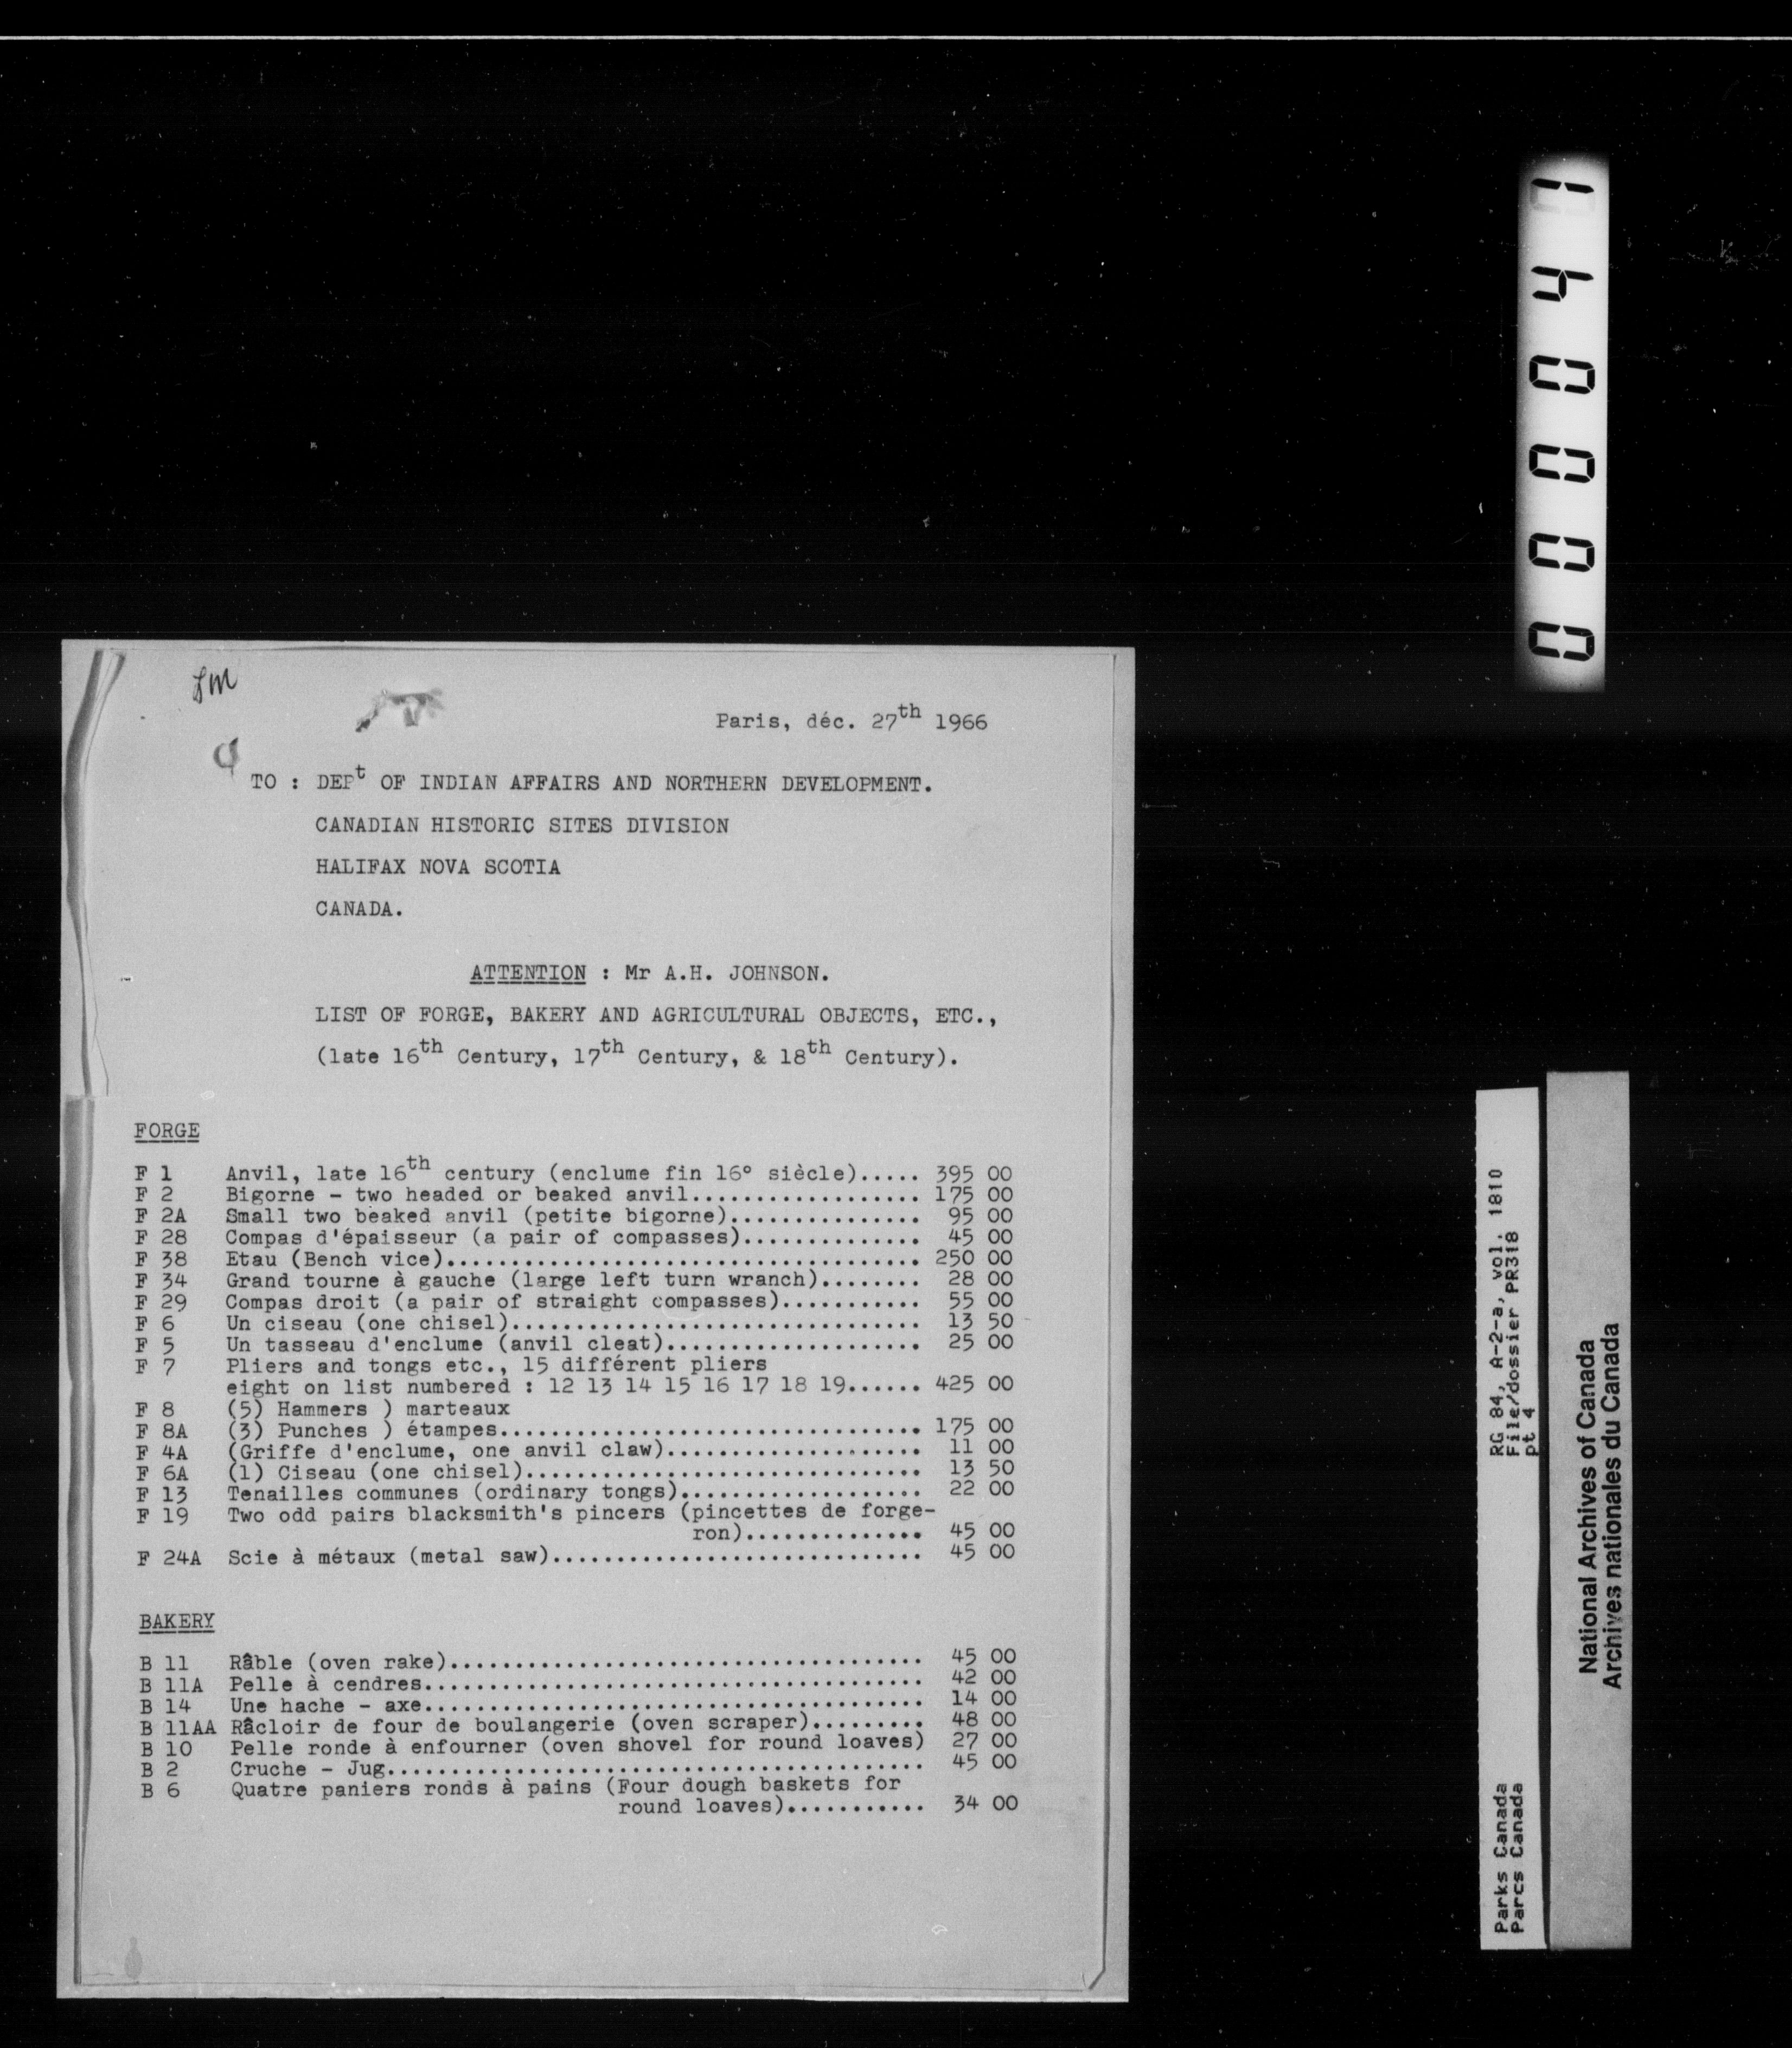 Lm
Paris, déc. 27th 1966
TO : DEPt OF INDIAN AFFAIRS AND NORTHERN DEVELOPMENT.
CANADIAN HISTORIC SITES DIVISION
HALIFAX NOVA SCOTIA
CANADA.
ATTENTION : Mr A.H. JOHNSON.
LIST OF FORGE, BAKERY AND AGRICULTURAL OBJECTS, ETC.,
(late 16th Century, 17th Century, & 18th Century).
FORGE
F 1 Anvil, late 16th century (enclume fin 16° siècle)..... 395 00
F 2 Bigorne - two headed or beaked anvil.................. 175 00
F 2A Small two beaked anvil (petite bigorne)............... 95 00
F 28 Compas d'épaisseur (a pair of compasses).............. 45 00
F 38 Etau (Bench vice)..................................... 250 00
F 34 Grand tourne à gauche (large left turn wranch)........ 28 00
F 29 Compas droit (a pair of straight compasses)........... 55 00
F 6 Un ciseau (one chisel)................................ 13 50
F 5 Un tasseau d'enclume (anvil cleat).................... 25 00
F 7 Pliers and tongs etc., 15 différent pliers
eight on list numbered : 12 13 14 15 16 17 18 19...... 425 00
F 8 (5) Hammers ) marteaux
F 8A (3) Punches ) étampes................................. 175 00
F 4A (Griffe d'enclume, one anvil claw).................... 11 00
F 6A (1) Ciseau (one chisel)............................... 13 50
F 13 Tenailles communes (ordinary tongs)................... 22 00
F 19 Two odd pairs blacksmith's pincers (pincettes de forge-
ron).............. 45 00
F 24A Scie à métaux (metal saw)............................. 45 00
BAKERY
B 11 Râble (oven rake)..................................... 45 00
B 11A Pelle à cendres....................................... 42 00
B 14 Une hache - axe....................................... 14 00
B 11AA Râcloir de four de boulangerie (oven scraper)......... 48 00
B 10 Pelle ronde à enfourner (oven shovel for round loaves) 27 00
B 2 Cruche - Jug.......................................... 45 00
B 6 Quatre paniers ronds à pains (Four dough baskets for
round loaves)........... 34 00
000041
RG 84, A-2-a, vol. 1810
File/dossier PR318
pt 4
Parks Canada
Parcs Canada
National Archives of Canada
Archives nationales du Canada